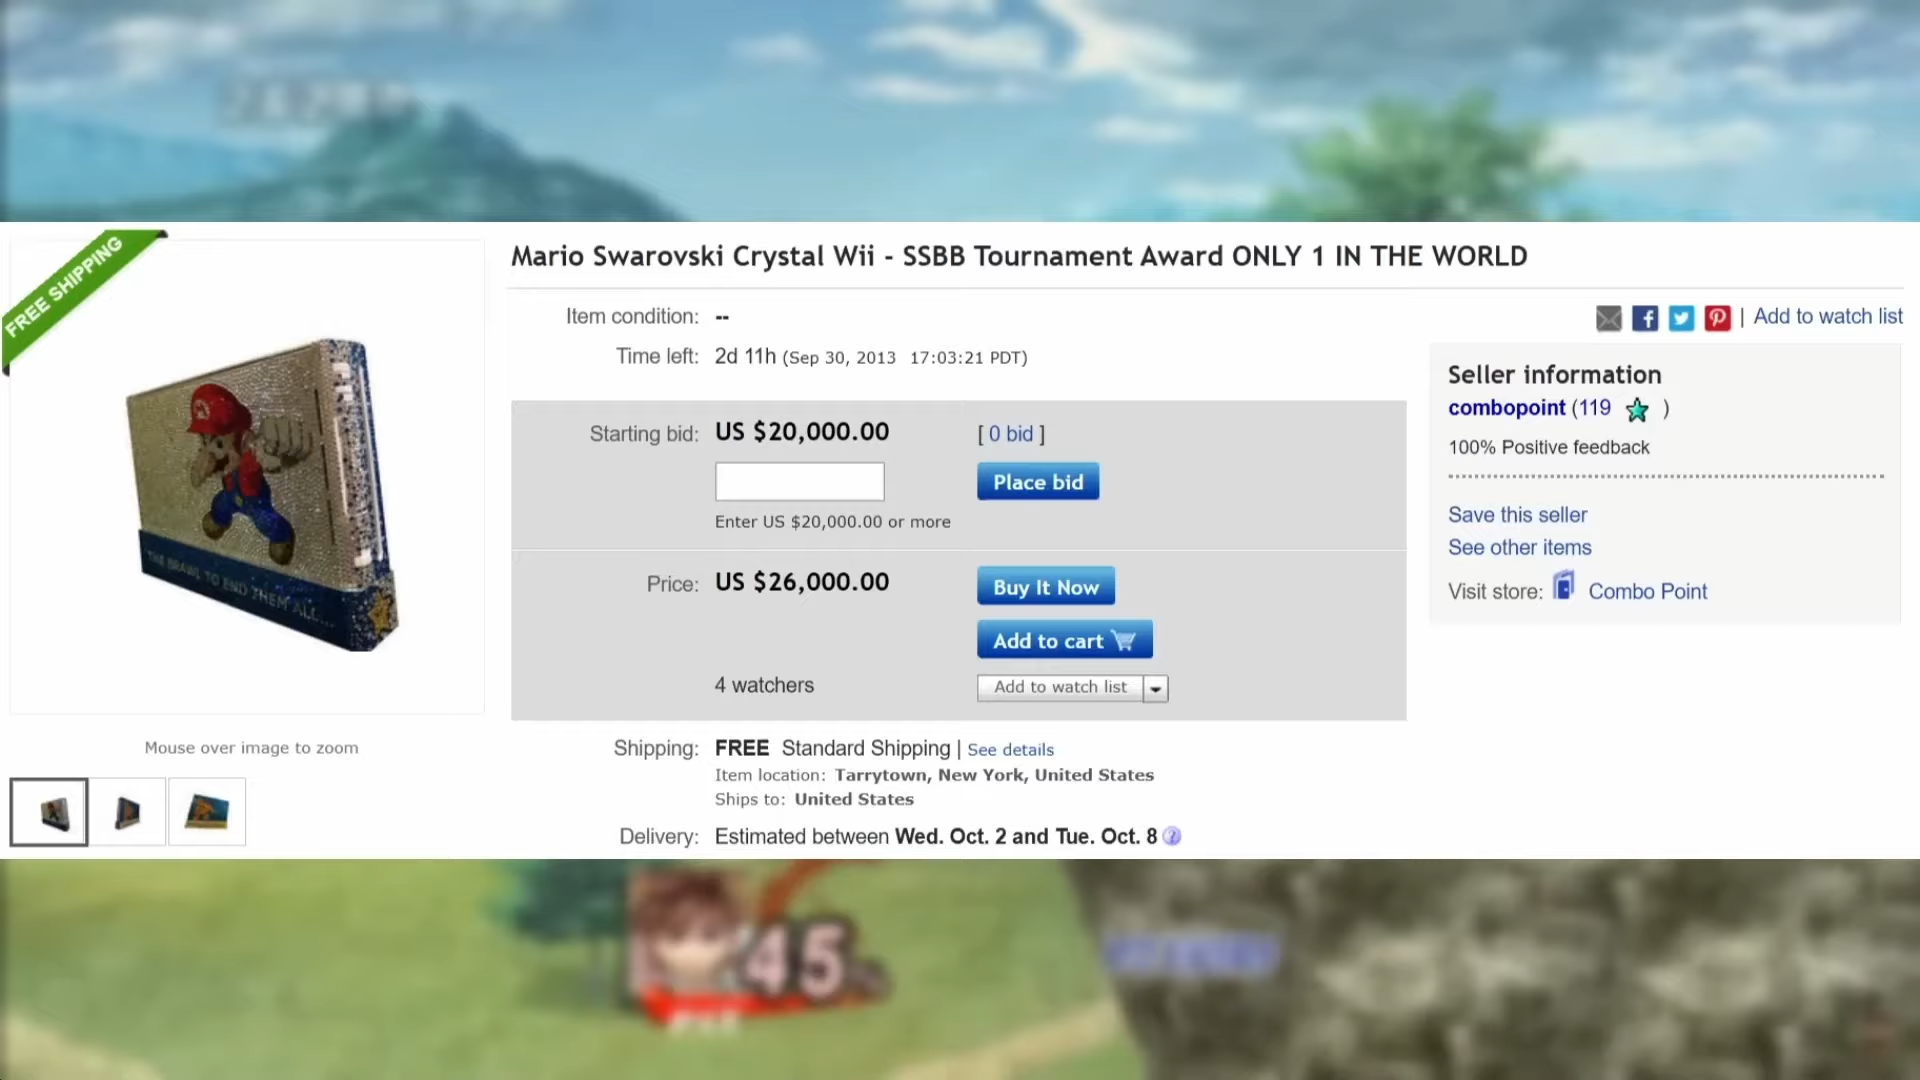 FREE SHIPPING
Mario Swarovski Crystal Wii - SSBB Tournament Award ONLY 1 IN THE WORLD
Item condition: --
Time left: 2d 11h (Sep 30, 2013 17:03:21 PDT)
| Add to watch list
Starting bid: US $20,000.00 [ 0 bid ]
Place bid
Enter US $20,000.00 or more
Price: US $26,000.00
Buy It Now
Add to cart
4 watchers
Add to watch list
Seller information
combopoint (119 )
100% Positive feedback
Save this seller
See other items
Visit store: Combo Point
THE BRAWL TO END THEM ALL...
Mouse over image to zoom
Shipping: FREE Standard Shipping | See details
Item location: Tarrytown, New York, United States
Ships to: United States
Delivery: Estimated between Wed. Oct. 2 and Tue. Oct. 8 ?
45